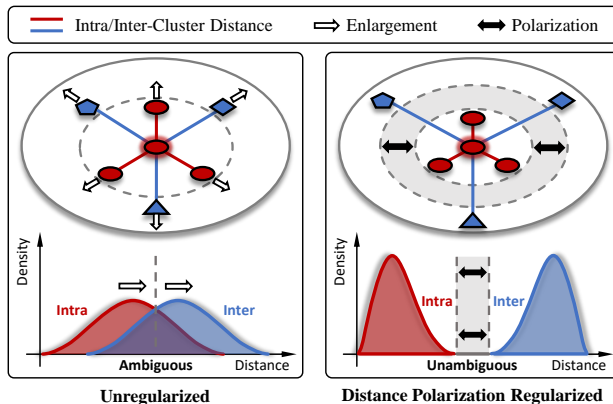 Intra/Inter-Cluster Distance
Enlargement
Polarization
Density
Intra
Inter
Ambiguous
Distance
Unregularized
Density
Intra
Inter
Unambiguous
Distance
Distance Polarization Regularized